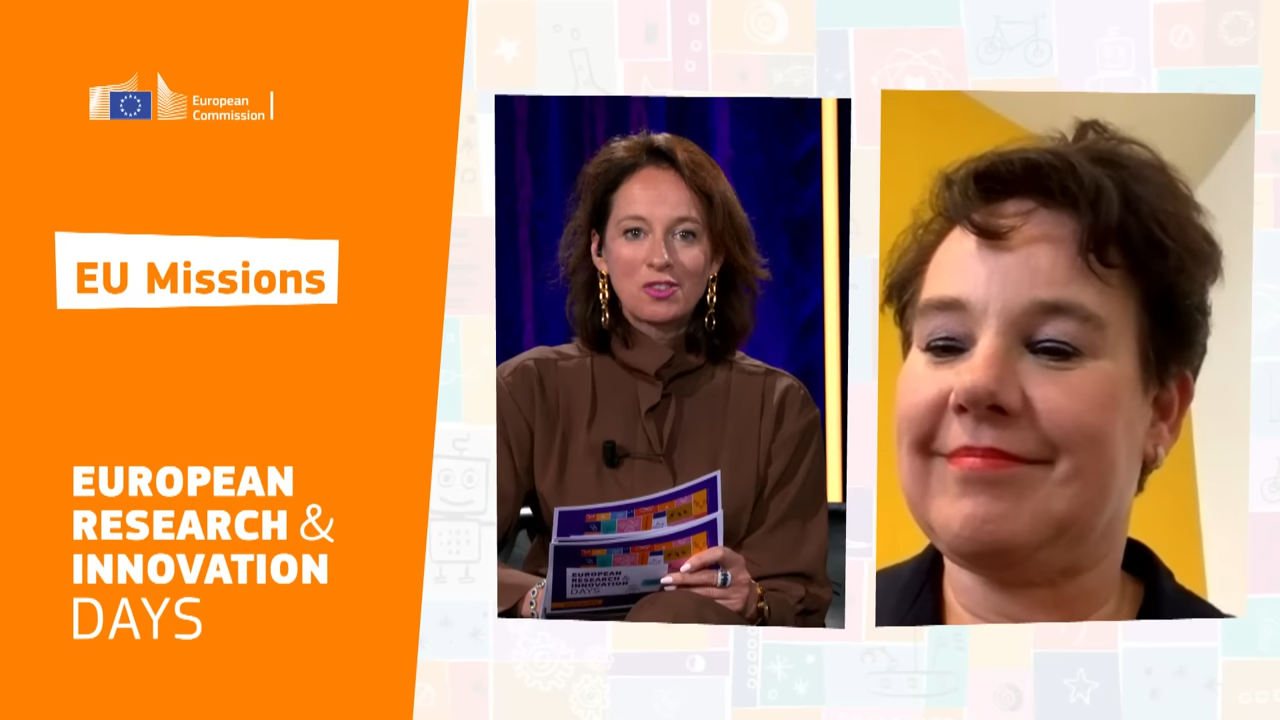 European
Commission
EU Missions
EUROPEAN
RESEARCH &
INNOVATION
DAYS
EUROPEAN
RESEARCH &
INNOVATION
DAYS